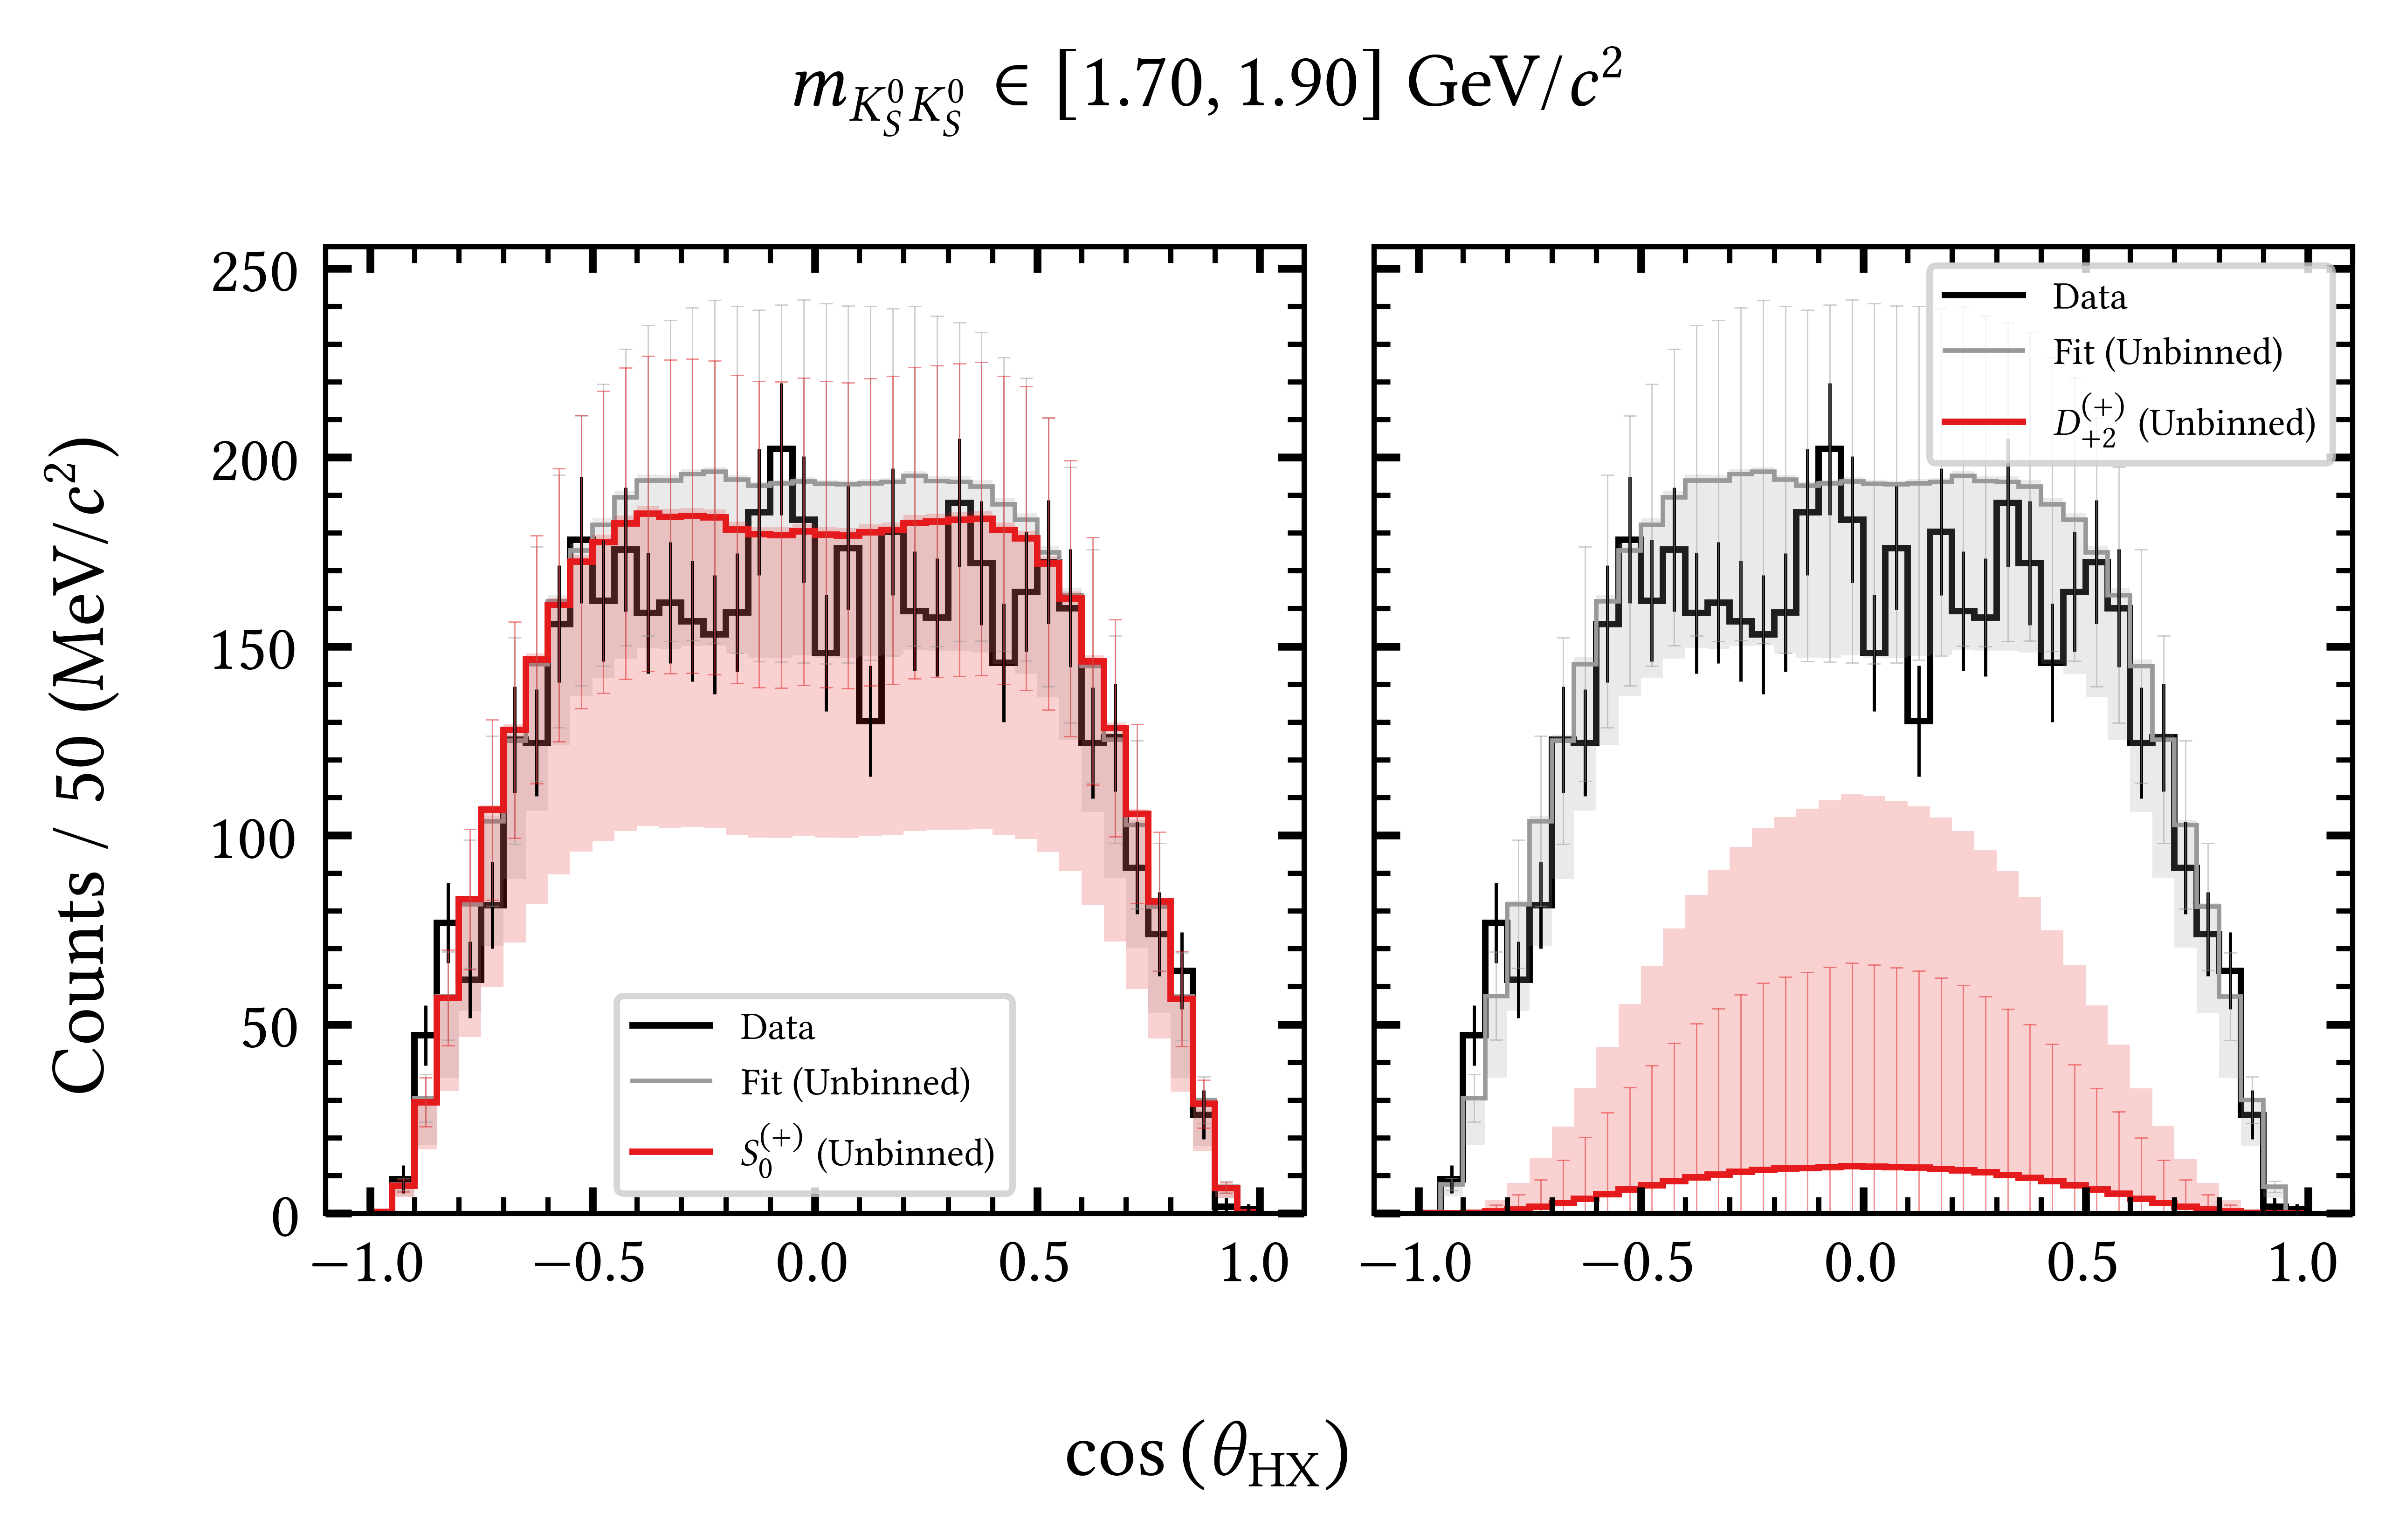 m_{K_S^0 K_S^0} ∈ [1.70, 1.90] GeV/c²
Counts / 50 (MeV/c²)
250
200
150
100
50
0
Data
Fit (Unbinned)
S_0^{(+)} (Unbinned)
−1.0 −0.5 0.0 0.5 1.0
Data
Fit (Unbinned)
D_{+2}^{(+)} (Unbinned)
−1.0 −0.5 0.0 0.5 1.0
cos (θ_HX)